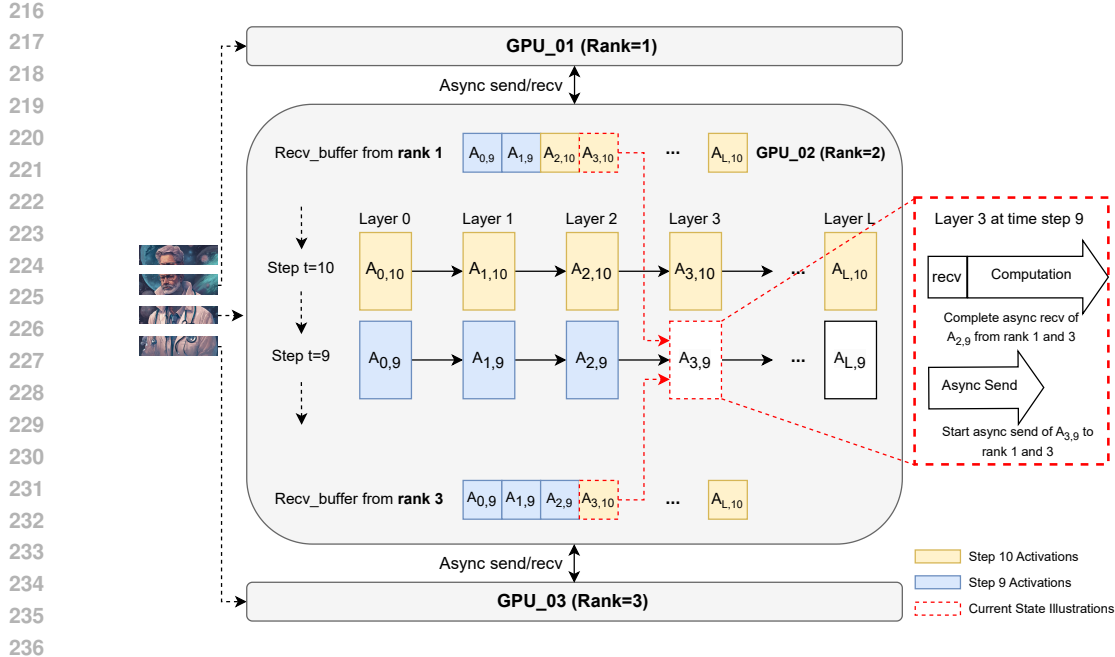 216
217
218
219
220
221
222
223
224
225
226
227
228
229
230
231
232
233
234
235
236
GPU_01 (Rank=1)
Async send/recv
Recv_buffer from rank 1
A0,9 A1,9 A2,10 A3,10 ... AL,10
GPU_02 (Rank=2)
Layer 0 Layer 1 Layer 2 Layer 3 Layer L
Step t=10
A0,10 A1,10 A2,10 A3,10 ... AL,10
Step t=9
A0,9 A1,9 A2,9 A3,9 ... AL,9
Recv_buffer from rank 3
A0,9 A1,9 A2,9 A3,10 ... AL,10
Async send/recv
GPU_03 (Rank=3)
Layer 3 at time step 9
recv Computation
Complete async recv of
A2,9 from rank 1 and 3
Async Send
Start async send of A3,9 to
rank 1 and 3
Step 10 Activations
Step 9 Activations
Current State Illustrations